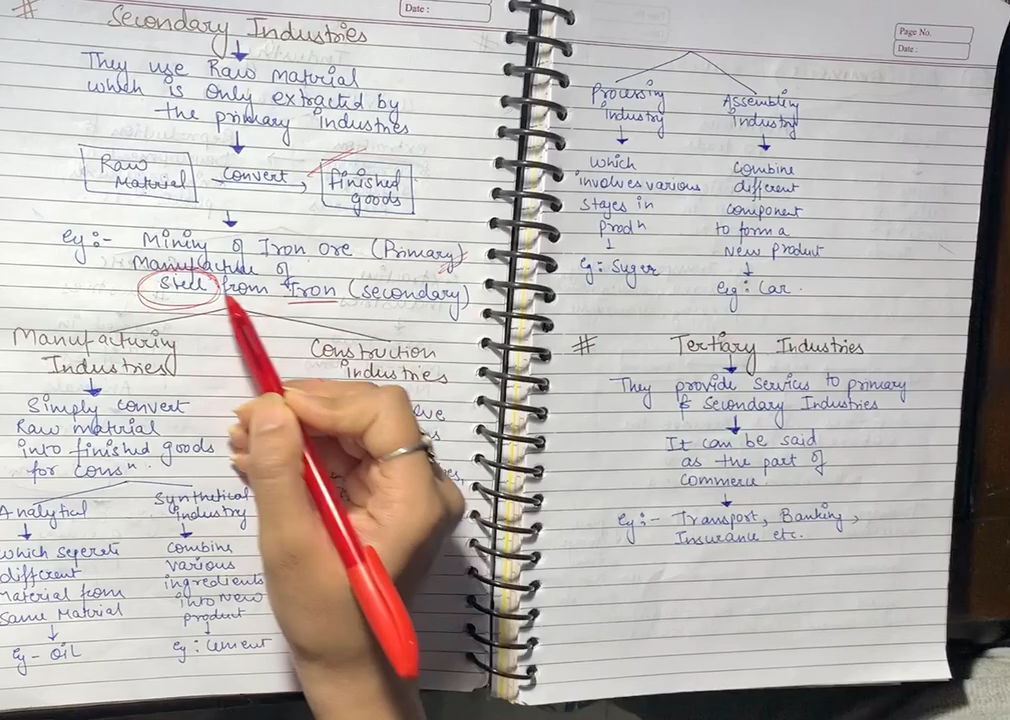 Date :
# Secondary Industries
They use Raw material
which is only extracted by
the primary industries
Raw Material convert finished goods
Eg :- Mining of Iron ore (Primary)
Manufacture of
Steel from Iron (secondary)
Manufacturing
Industries
Simply convert
Raw material
into finished goods
for consⁿ.
Analytical
which seperete
different
Material from
Same Material
Eg - Oil
Synthetical
industry
combine
various
ingredients
into New
product
Eg : Cement
Construction
industries
Page No.
Date :
Processing
industry
which
involves various
stages in
prodⁿ
Eg : Suger
Assembling
industry
Combine
different
component
to form a
New product
Eg : Car.
# Tertiary Industries
They provide Services to primary
& Secondary Industries
It can be said
as the part of
commerce
Eg :- Transport, Banking,
Insurance etc.